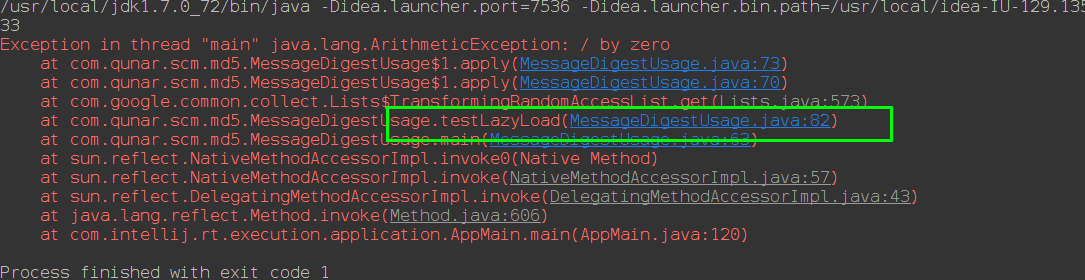 /usr/local/jdk1.7.0_72/bin/java -Didea.launcher.port=7536 -Didea.launcher.bin.path=/usr/local/idea-IU-129.135
33
Exception in thread "main" java.lang.ArithmeticException: / by zero
at com.qunar.scm.md5.MessageDigestUsage$1.apply(MessageDigestUsage.java:73)
at com.qunar.scm.md5.MessageDigestUsage$1.apply(MessageDigestUsage.java:70)
at com.google.common.collect.Lists$TransformingRandomAccessList.get(Lists.java:573)
at com.qunar.scm.md5.MessageDigestUsage.testLazyLoad(MessageDigestUsage.java:82)
at com.qunar.scm.md5.MessageDigestUsage.main(MessageDigestUsage.java:63)
at sun.reflect.NativeMethodAccessorImpl.invoke0(Native Method)
at sun.reflect.NativeMethodAccessorImpl.invoke(NativeMethodAccessorImpl.java:57)
at sun.reflect.DelegatingMethodAccessorImpl.invoke(DelegatingMethodAccessorImpl.java:43)
at java.lang.reflect.Method.invoke(Method.java:606)
at com.intellij.rt.execution.application.AppMain.main(AppMain.java:120)
Process finished with exit code 1